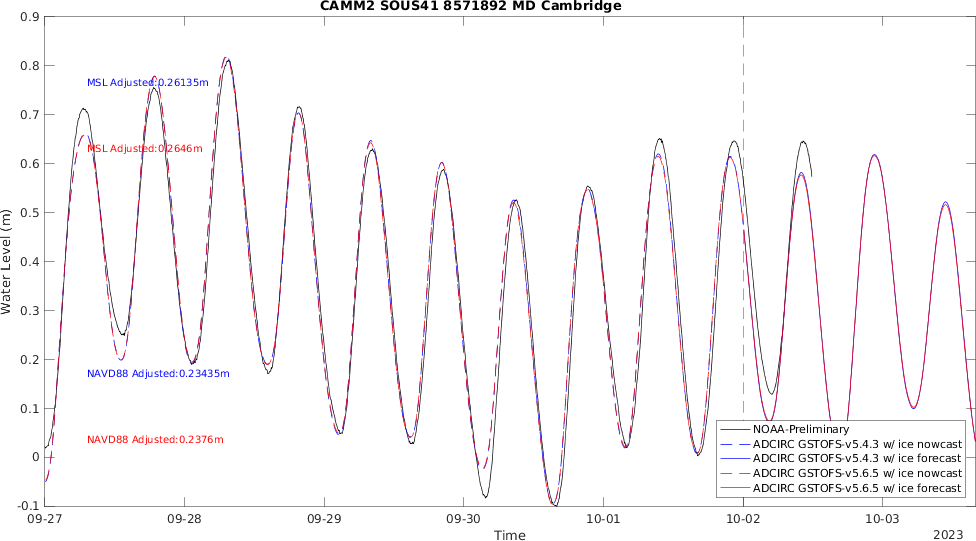 CAMM2 SOUS41 8571892 MD Cambridge
0.9
0.8
0.7
0.6
0.5
0.4
0.3
0.2
0.1
0
-0.1
Water Level (m)
MSL Adjusted:0.26135m
MSL Adjusted:0.2646m
NAVD88 Adjusted:0.23435m
NAVD88 Adjusted:0.2376m
NOAA-Preliminary
ADCIRC GSTOFS-v5.4.3 w/ ice nowcast
ADCIRC GSTOFS-v5.4.3 w/ ice forecast
ADCIRC GSTOFS-v5.6.5 w/ ice nowcast
ADCIRC GSTOFS-v5.6.5 w/ ice forecast
09-27 09-28 09-29 09-30 10-01 10-02 10-03
Time
2023